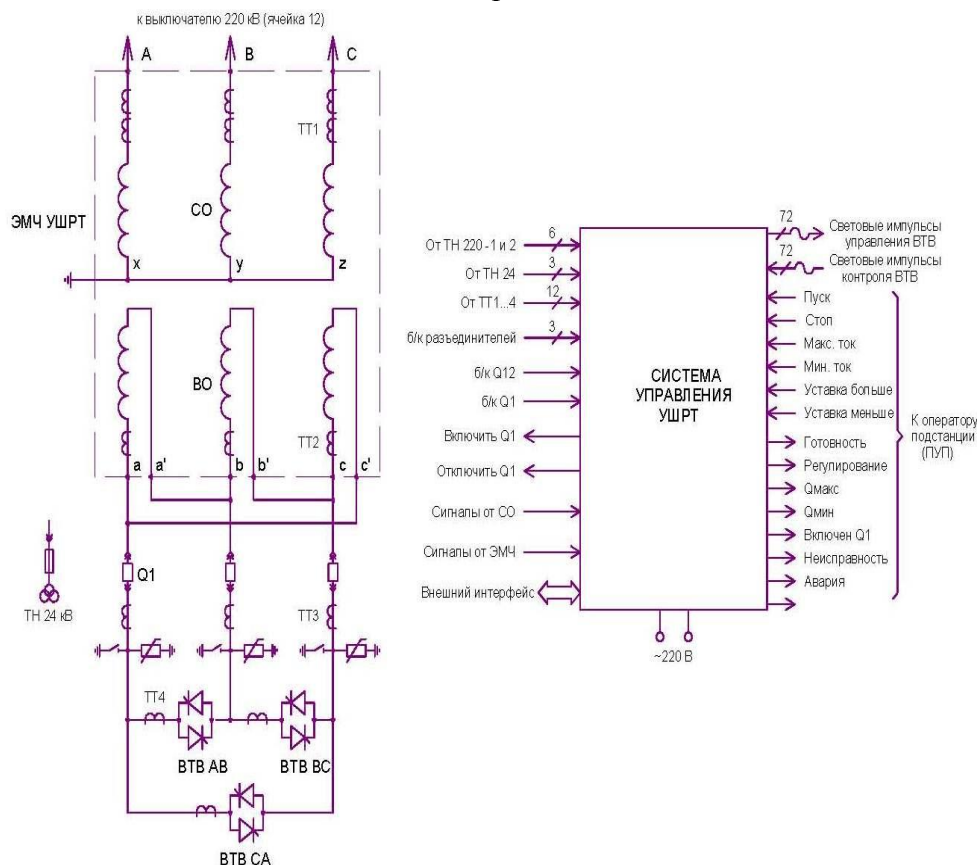 к выключателю 220 кВ (ячейка 12)
A B C
ТТ1
ЭМЧ УШРТ
СО
x y z
ВО
ТТ2
a a' b b' c c'
Q1
ТН 24 кВ
ТТ3
ТТ4
ВТВ АВ
ВТВ ВС
ВТВ СА
От ТН 220 -1 и 2
6
От ТН 24
3
От ТТ1...4
12
б/к разъединителей
3
б/к Q12
б/к Q1
Включить Q1
Отключить Q1
Сигналы от СО
Сигналы от ЭМЧ
Внешний интерфейс
СИСТЕМА
УПРАВЛЕНИЯ
УШРТ
~220 В
72
Световые импульсы
управления ВТВ
72
Световые импульсы
контроля ВТВ
Пуск
Стоп
Макс. ток
Мин. ток
Уставка больше
Уставка меньше
Готовность
Регулирование
Qмакс
Qмин
Включен Q1
Неисправность
Авария
К оператору
подстанции
(ПУП)